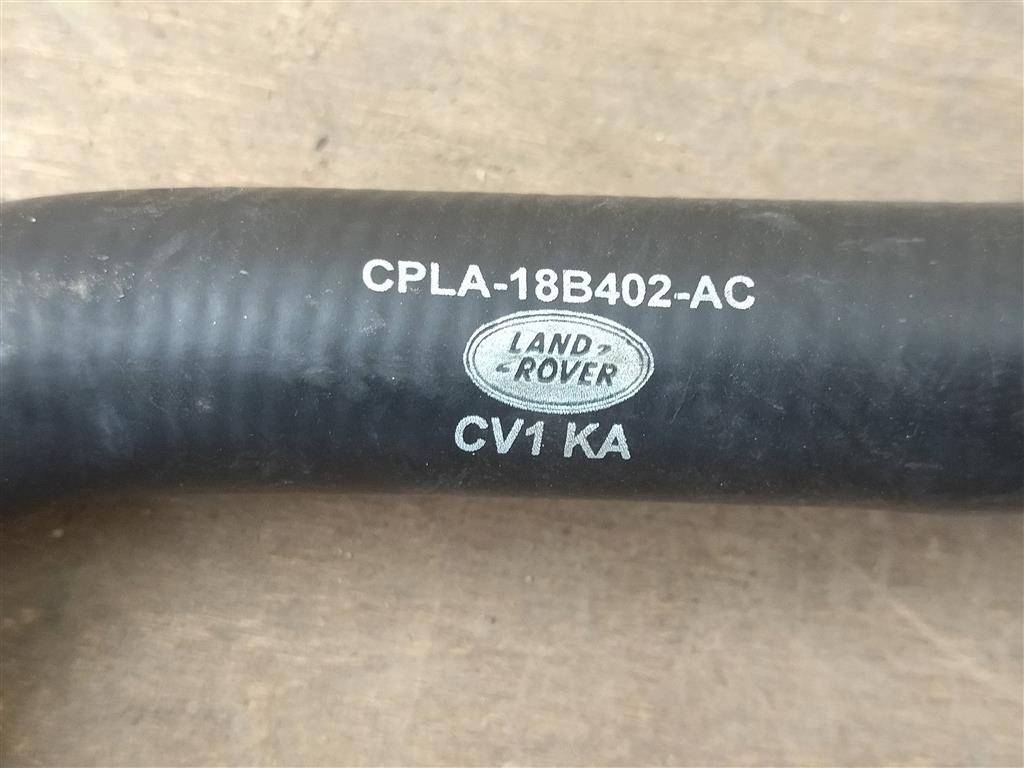 CPLA-18B402-AC
LAND
ROVER
CV1 KA